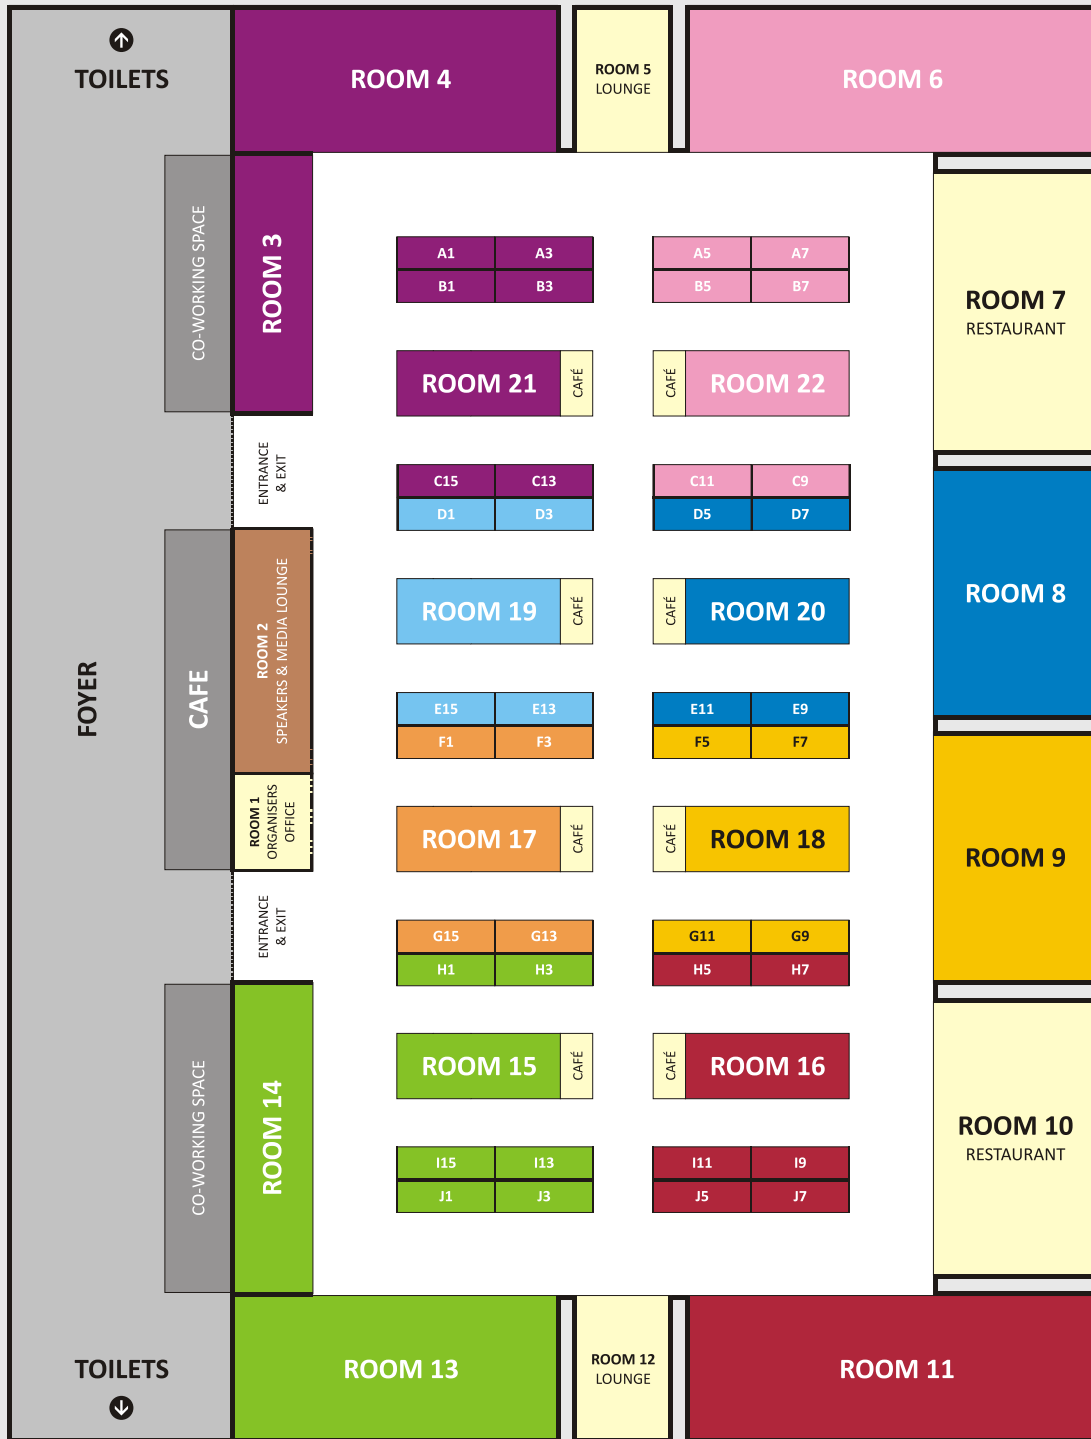 TOILETS
ROOM 4
ROOM 5
LOUNGE
ROOM 6
CO-WORKING SPACE
ROOM 3
A1
A3
A5
A7
B1
B3
B5
B7
ROOM 7
RESTAURANT
ROOM 21
CAFÉ
CAFÉ
ROOM 22
ENTRANCE
& EXIT
C15
C13
C11
C9
D1
D3
D5
D7
ROOM 8
ROOM 19
CAFÉ
CAFÉ
ROOM 20
FOYER
CAFE
ROOM 2
SPEAKERS & MEDIA LOUNGE
E15
E13
E11
E9
F1
F3
F5
F7
ROOM 1
ORGANISERS
OFFICE
ROOM 17
CAFÉ
CAFÉ
ROOM 18
ROOM 9
ENTRANCE
& EXIT
G15
G13
G11
G9
H1
H3
H5
H7
CO-WORKING SPACE
ROOM 14
ROOM 15
CAFÉ
CAFÉ
ROOM 16
ROOM 10
RESTAURANT
I15
I13
I11
I9
J1
J3
J5
J7
TOILETS
ROOM 13
ROOM 12
LOUNGE
ROOM 11